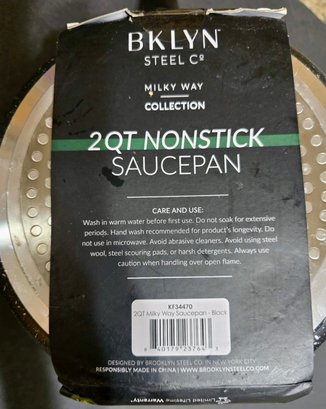 BKLYN
STEEL Cº
MILKY WAY
COLLECTION
2QT NONSTICK
SAUCEPAN
CARE AND USE:
Wash in warm water before first use. Do not soak for extensive
periods. Hand wash recommended for product's longevity. Do
not use in microwave. Avoid abrasive cleaners. Avoid using steel
wool, steel scouring pads, or harsh detergents. Always use
caution when handling over open flame.
KF34470
2QT Milky Way Saucepan - Black
8 40179 23764 1
DESIGNED BY BROOKLYN STEEL CO. IN NEW YORK CITY
RESPONSIBLY MADE IN CHINA | WWW.BROOKLYNSTEELCO.COM
Limited Lifetime Warranty